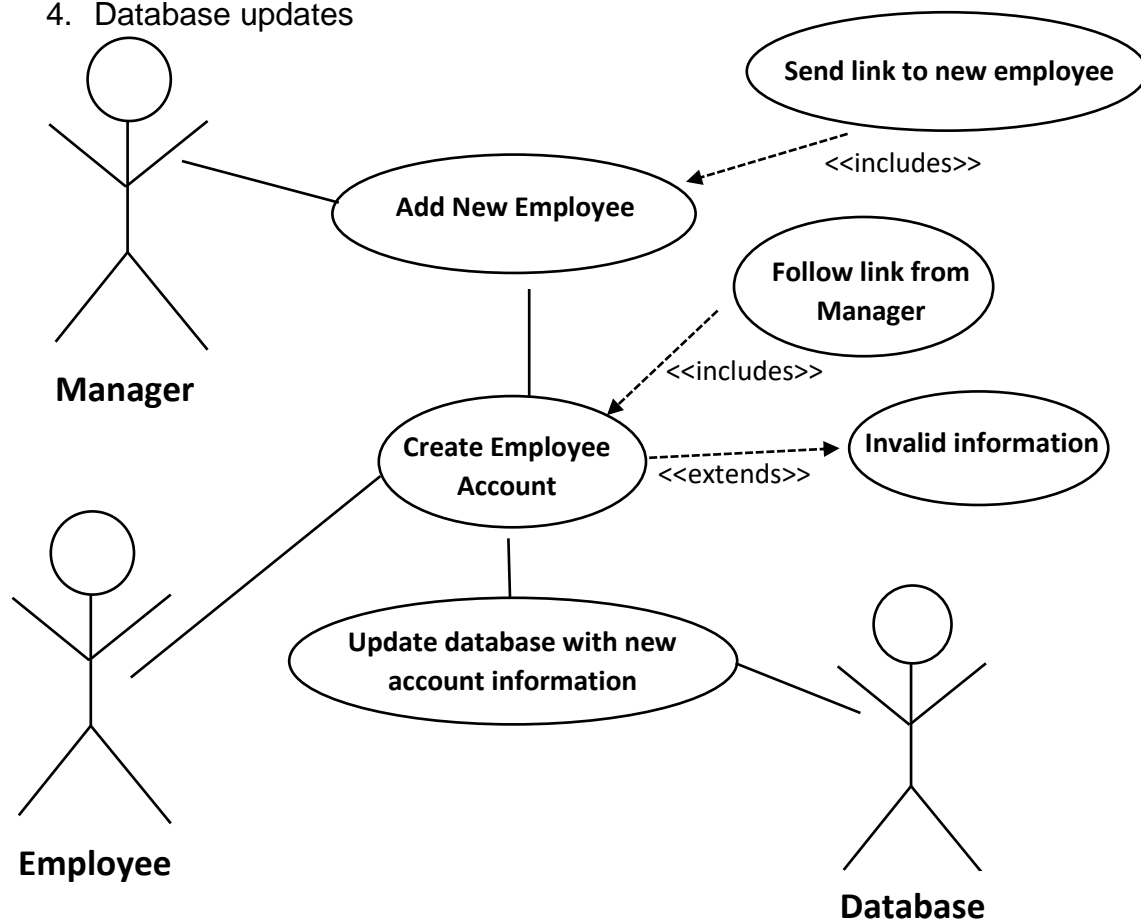 4. Database updates
Send link to new employee
<<includes>>
Add New Employee
Follow link from
Manager
<<includes>>
Manager
Create Employee
Account
Invalid information
<<extends>>
Update database with new
account information
Employee
Database